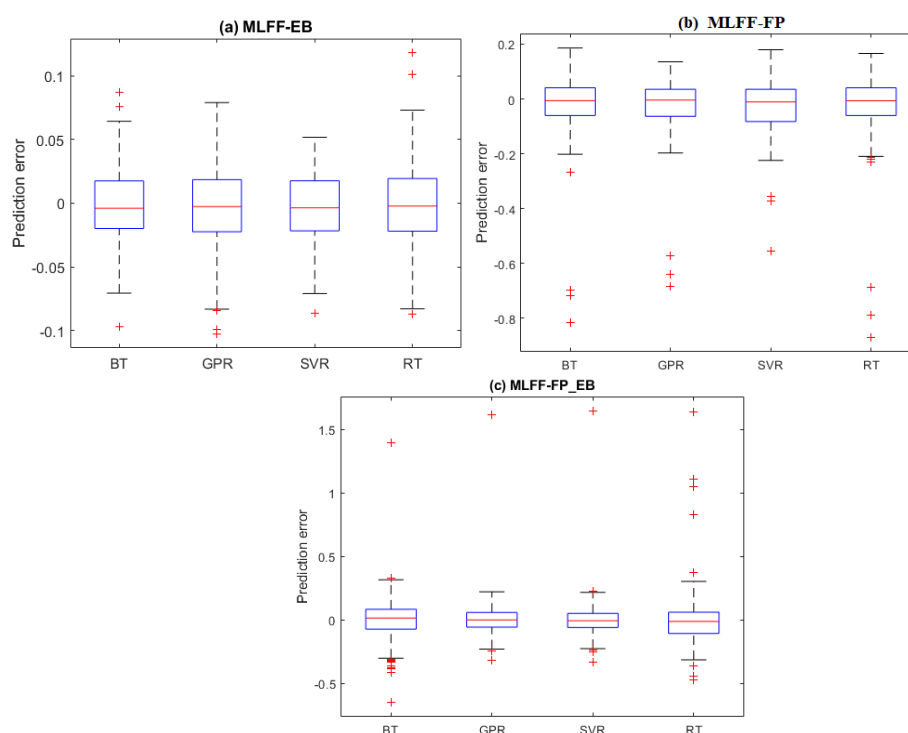 (a) MLFF-EB
Prediction error
0.1
0.05
0
-0.05
-0.1
BT GPR SVR RT
(b) MLFF-FP
Prediction error
0.2
0
-0.2
-0.4
-0.6
-0.8
BT GPR SVR RT
(c) MLFF-FP_EB
Prediction error
1.5
1
0.5
0
-0.5
BT GPR SVR RT